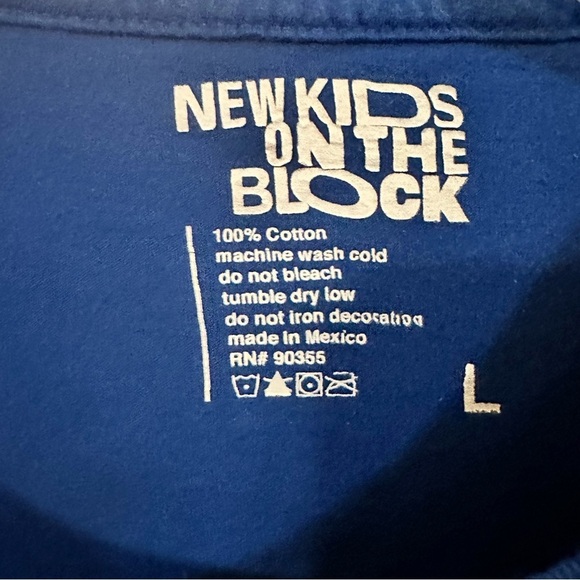 NEW KIDS
ON THE
BLOCK
100% Cotton
machine wash cold
do not bleach
tumble dry low
do not iron decoration
made in Mexico
RN# 90355
L